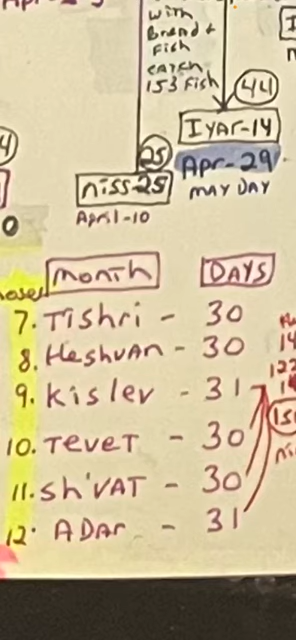 with
Bread &
Fish
catch
153 Fish
44
Iyar-14
25
Apr-29
Niss-25
MAY DAY
April-10
month DAYS
7. Tishri - 30
8. HeshvAn - 30
9. Kislev - 31
10. TeveT - 30
11. Sh'VAT - 30
12. ADAr - 31